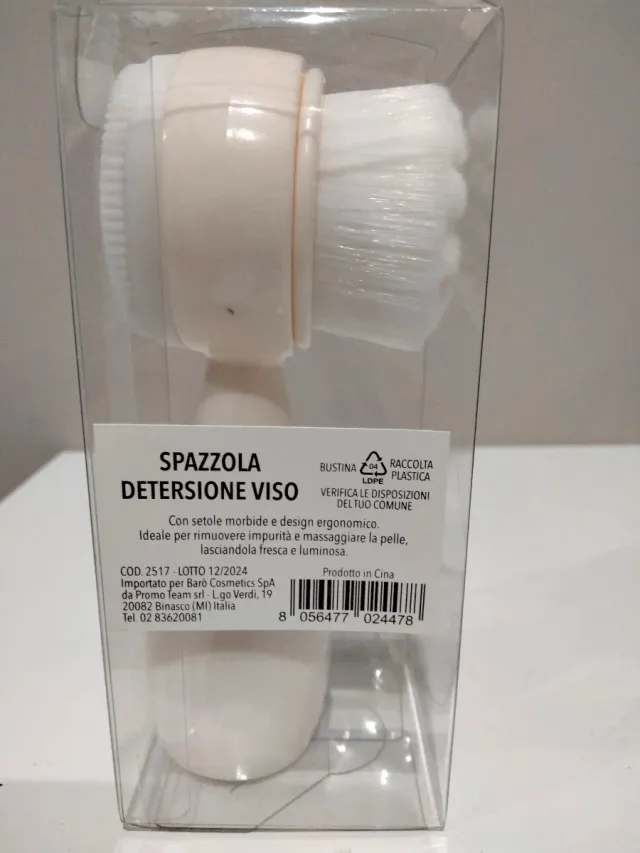 SPAZZOLA
DETERSIONE VISO
BUSTINA
04
LDPE
RACCOLTA
PLASTICA
VERIFICA LE DISPOSIZIONI
DEL TUO COMUNE
Con setole morbide e design ergonomico.
Ideale per rimuovere impurità e massaggiare la pelle,
lasciandola fresca e luminosa.
COD. 2517 - LOTTO 12/2024
Importato per Barò Cosmetics SpA
da Promo Team srl - L.go Verdi, 19
20082 Binasco (MI) Italia
Tel. 02 83620081
Prodotto in Cina
8 056477 024478